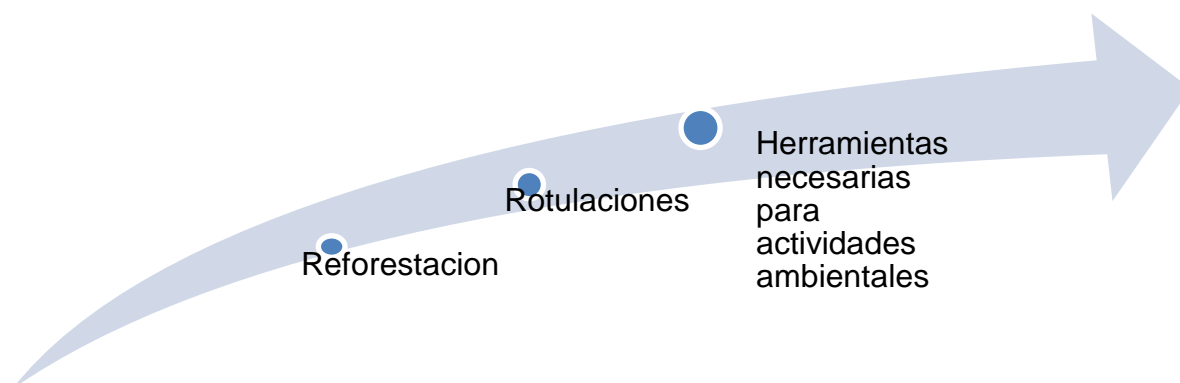 Reforestacion
Rotulaciones
Herramientas
necesarias
para
actividades
ambientales